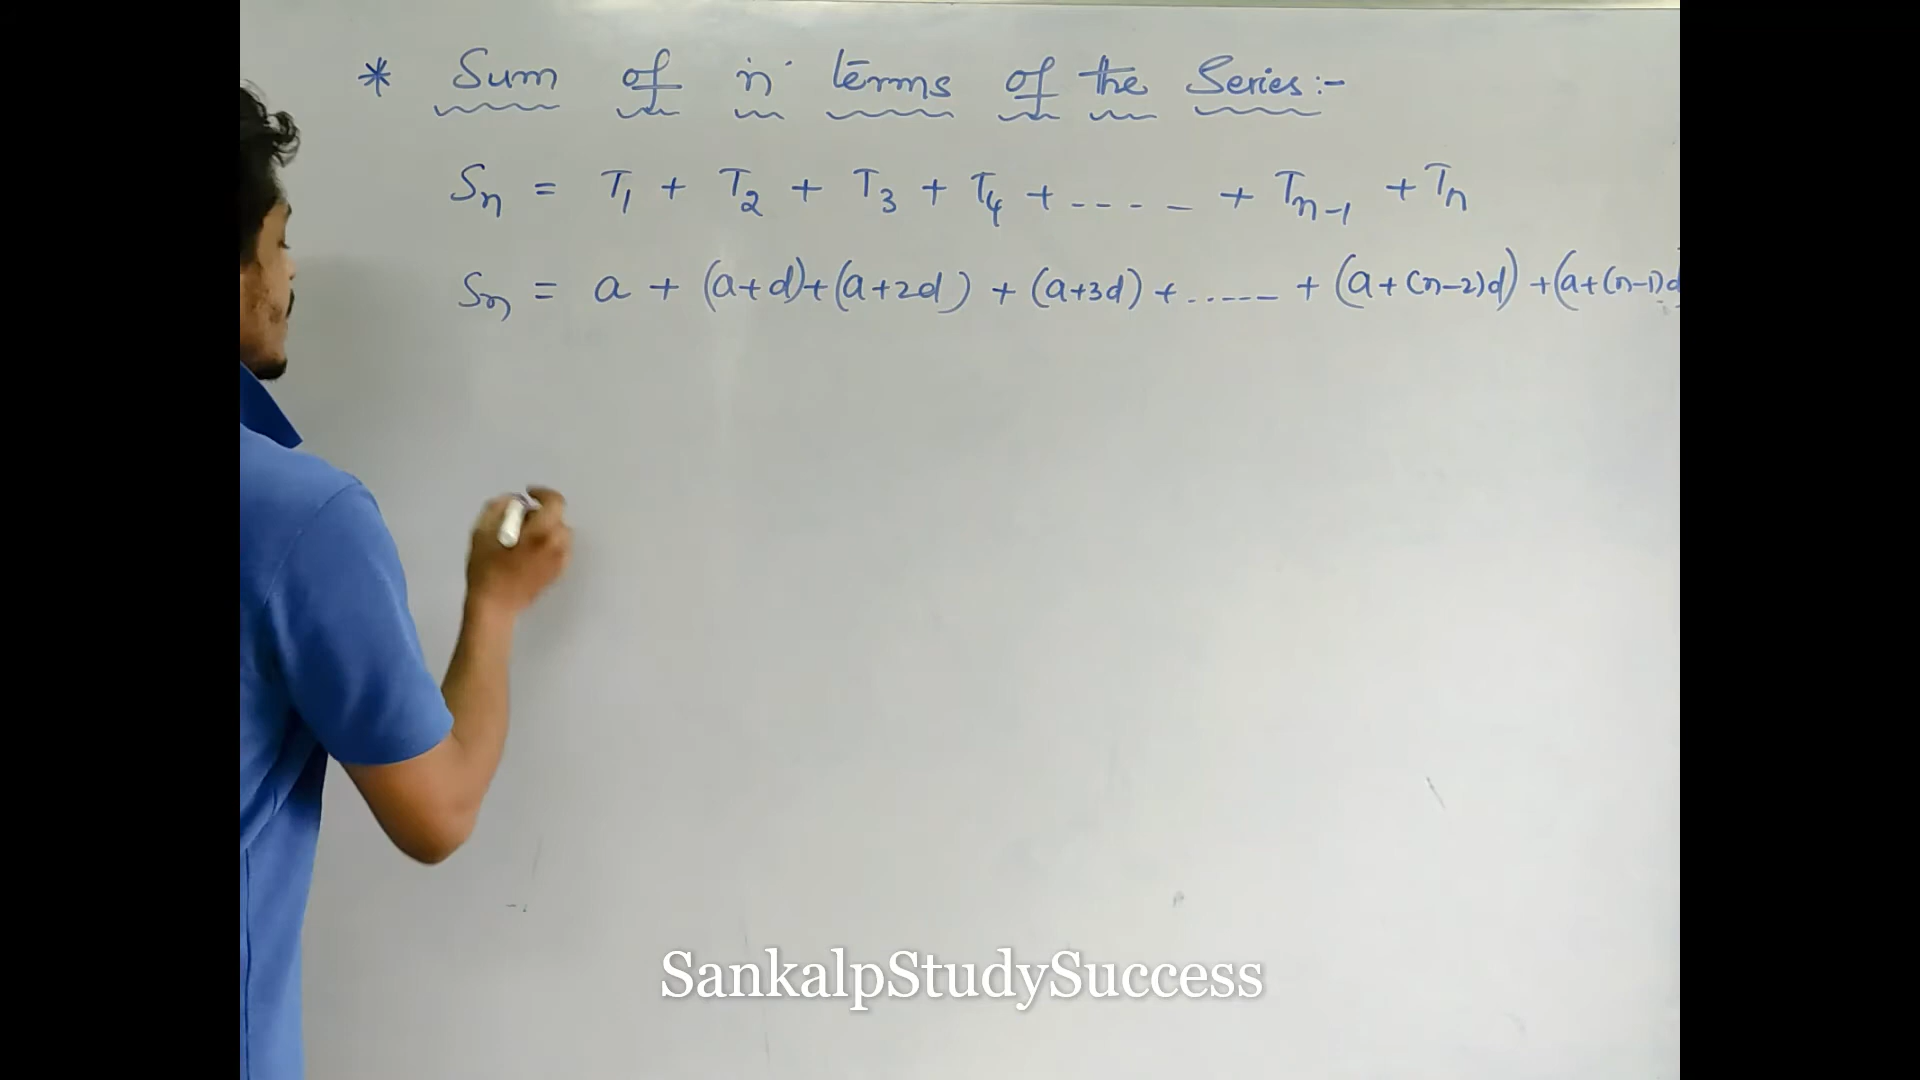 * Sum of 'n' terms of the Series:-
Sn = T1 + T2 + T3 + T4 + ----- + Tn-1 + Tn
Sn = a + (a+d)+(a+2d) + (a+3d) + ...... + (a+(n-2)d) +(a+(n-1)d
SankalpStudySuccess